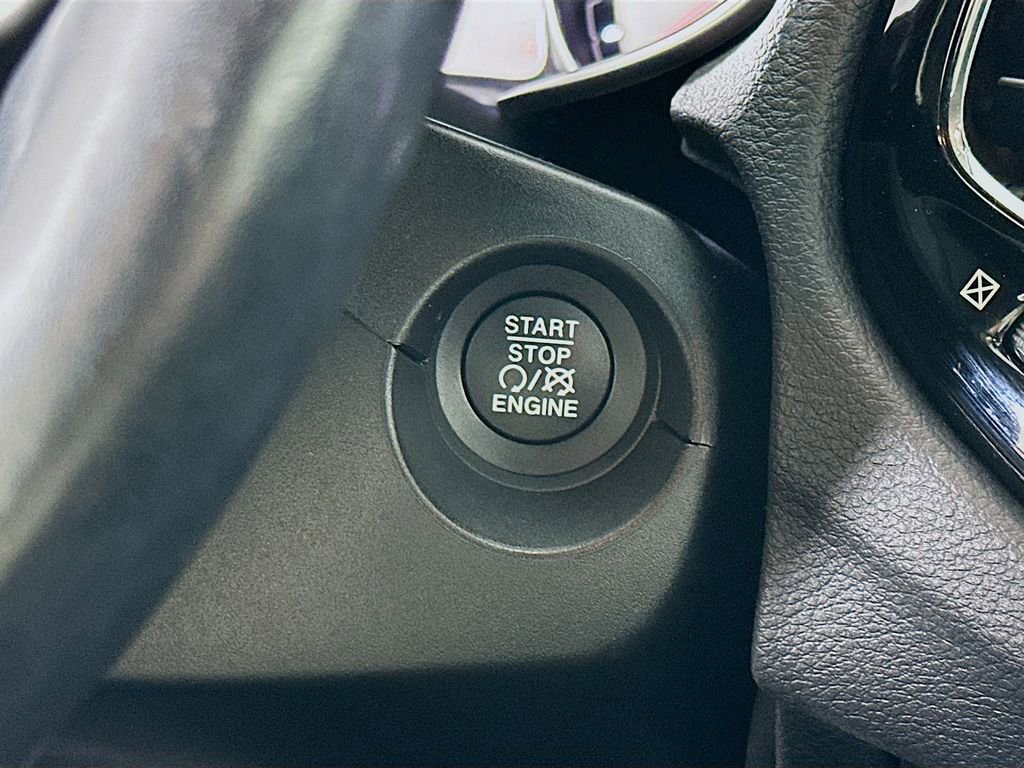 START
STOP
/
ENGINE